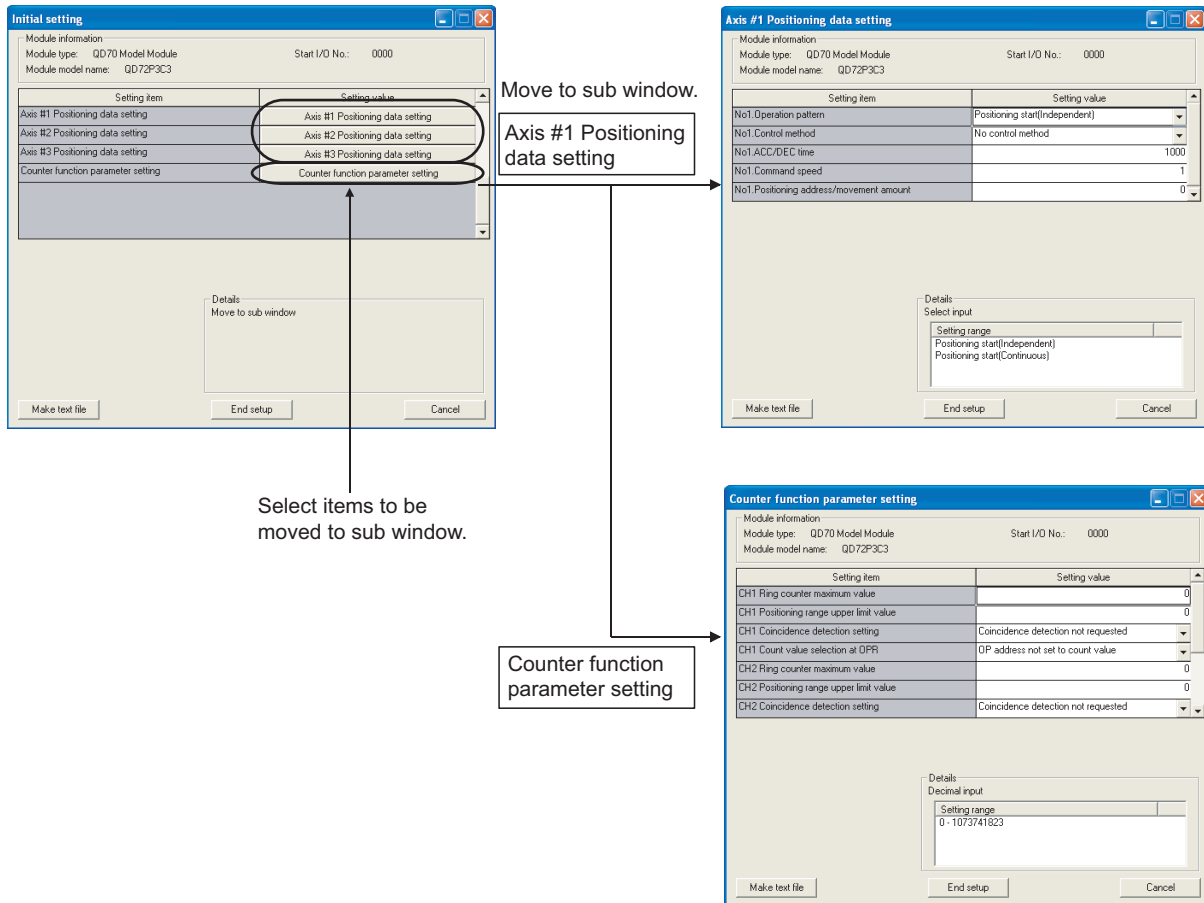 Initial setting
Module information
Module type: QD70 Model Module Start I/O No.: 0000
Module model name: QD72P3C3
Setting item Setting value
Axis #1 Positioning data setting Axis #1 Positioning data setting
Axis #2 Positioning data setting Axis #2 Positioning data setting
Axis #3 Positioning data setting Axis #3 Positioning data setting
Counter function parameter setting Counter function parameter setting
Details
Move to sub window
Make text file End setup Cancel
Select items to be
moved to sub window.
Move to sub window.
Axis #1 Positioning
data setting
Axis #1 Positioning data setting
Module information
Module type: QD70 Model Module Start I/O No.: 0000
Module model name: QD72P3C3
Setting item Setting value
No1.Operation pattern Positioning start(Independent)
No1.Control method No control method
No1.ACC/DEC time 1000
No1.Command speed 1
No1.Positioning address/movement amount 0
Details
Select input
Setting range
Positioning start(Independent)
Positioning start(Continuous)
Make text file End setup Cancel
Counter function
parameter setting
Counter function parameter setting
Module information
Module type: QD70 Model Module Start I/O No.: 0000
Module model name: QD72P3C3
Setting item Setting value
CH1 Ring counter maximum value 0
CH1 Positioning range upper limit value 0
CH1 Coincidence detection setting Coincidence detection not requested
CH1 Count value selection at OPR OP address not set to count value
CH2 Ring counter maximum value 0
CH2 Positioning range upper limit value 0
CH2 Coincidence detection setting Coincidence detection not requested
Details
Decimal input
Setting range
0 - 1073741823
Make text file End setup Cancel